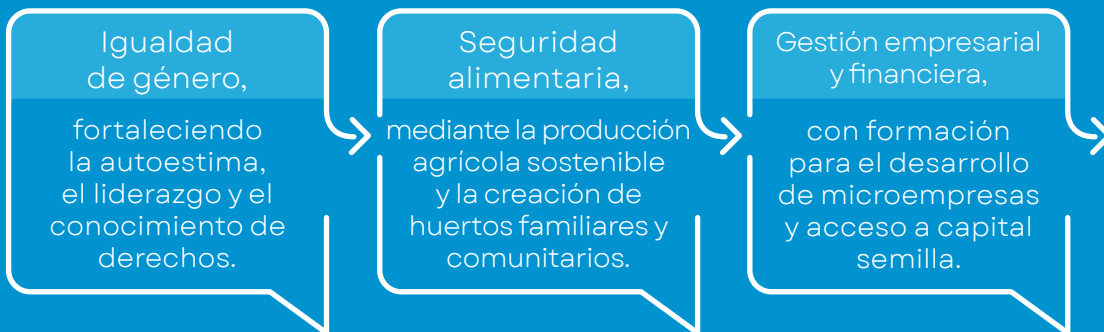 Igualdad
de género,
fortaleciendo
la autoestima,
el liderazgo y el
conocimiento de
derechos.
Seguridad
alimentaria,
mediante la producción
agrícola sostenible
y la creación de
huertos familiares y
comunitarios.
Gestión empresarial
y financiera,
con formación
para el desarrollo
de microempresas
y acceso a capital
semilla.